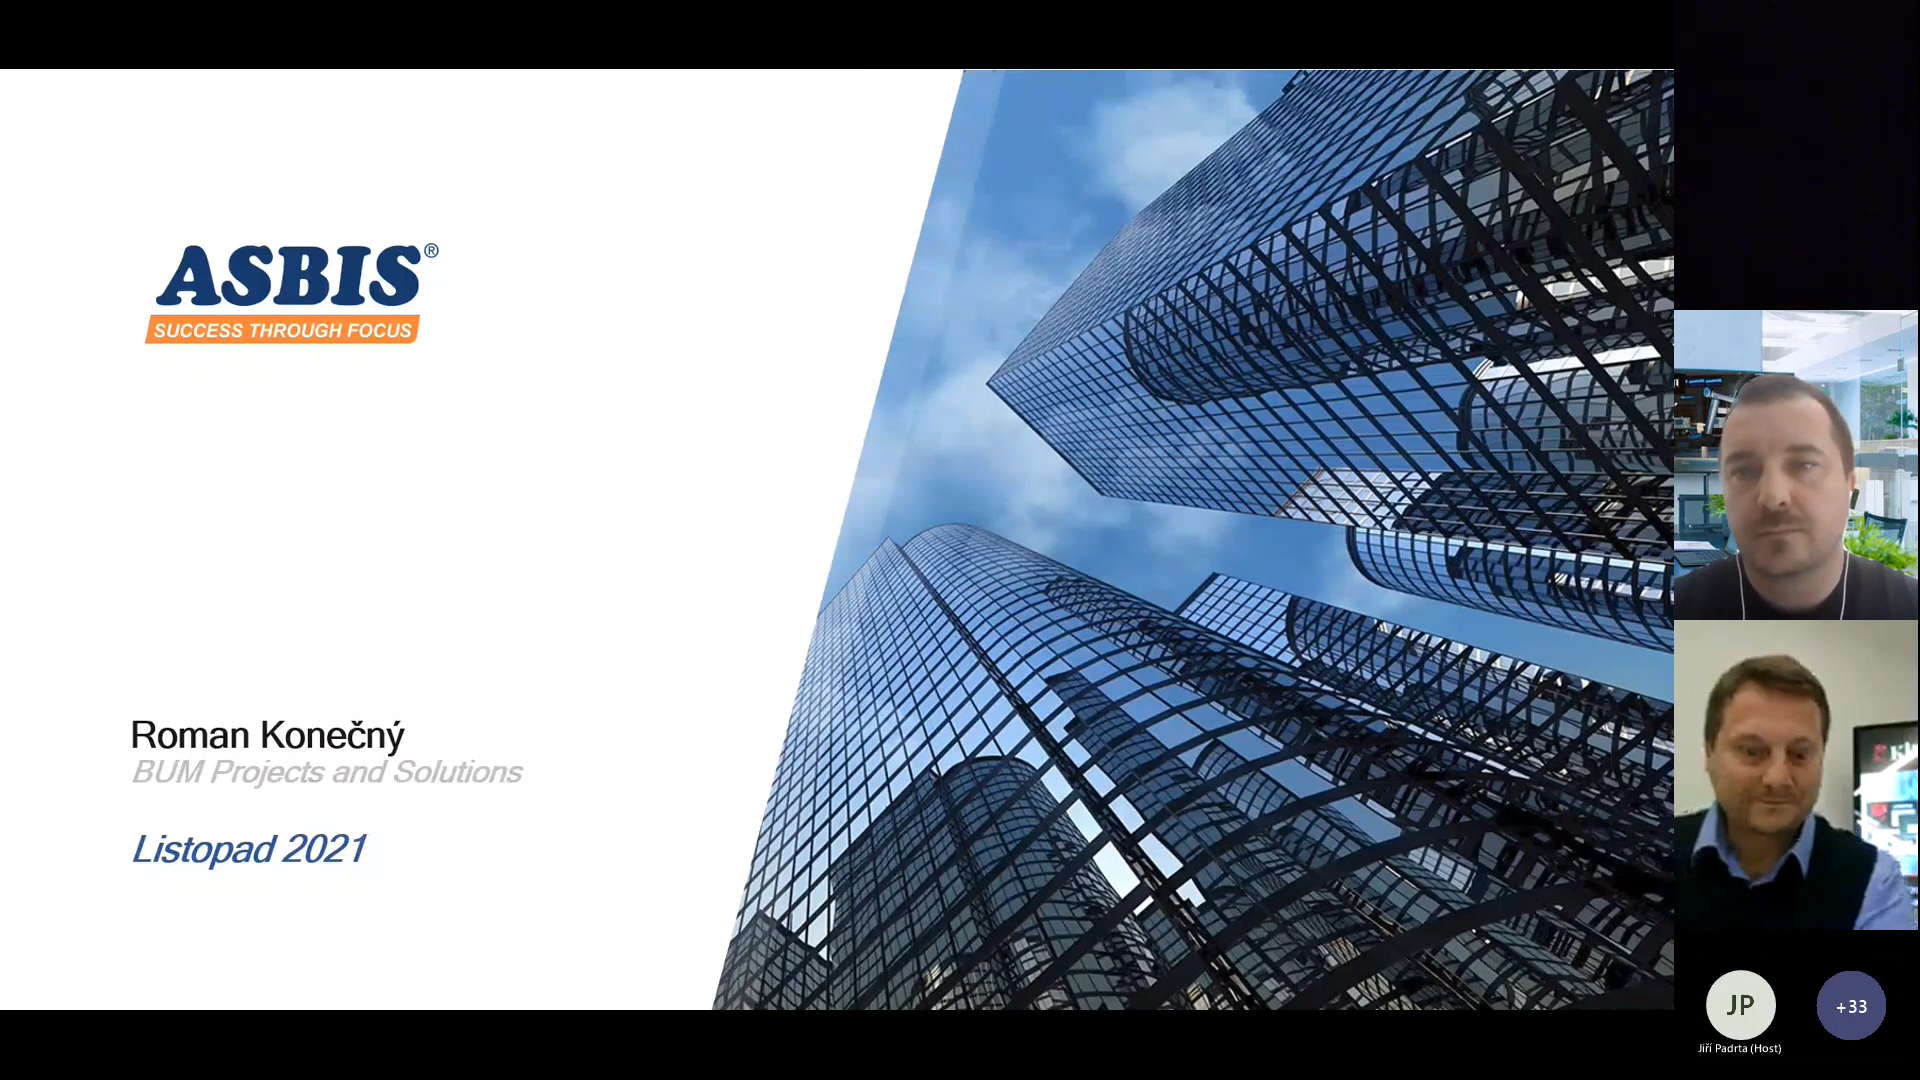 ASBIS®
SUCCESS THROUGH FOCUS
Roman Konečný
BUM Projects and Solutions
Listopad 2021
JP
+33
Jiří Padrta (Host)